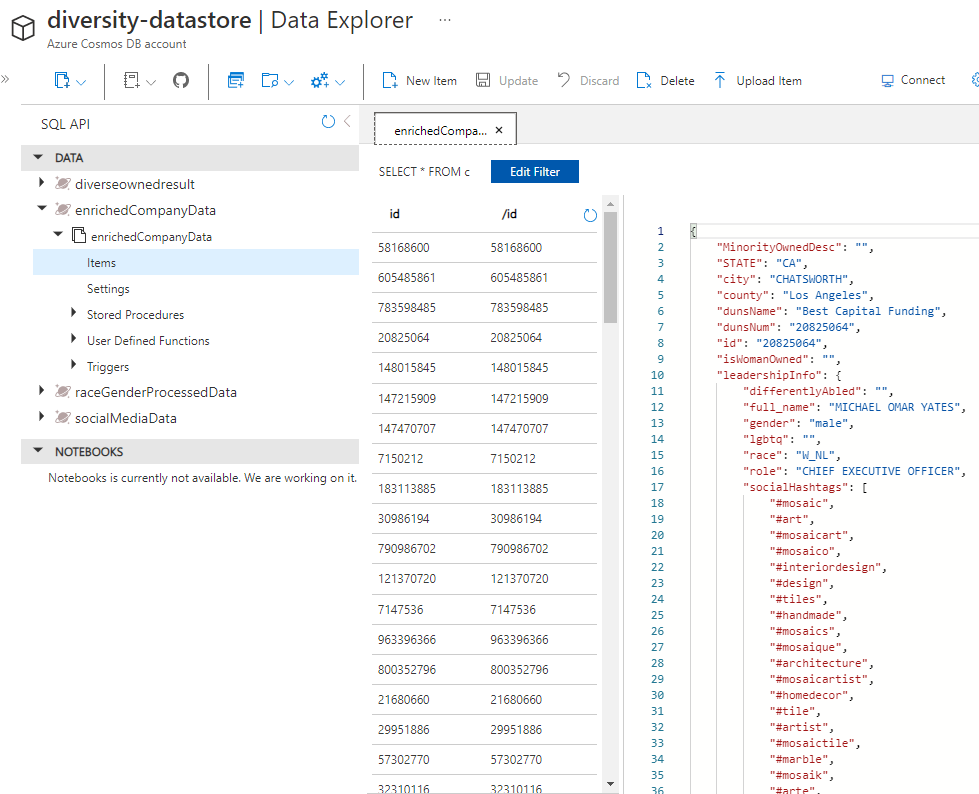 diversity-datastore | Data Explorer ...
Azure Cosmos DB account
New Item Update Discard Delete Upload Item Connect
SQL API
DATA
diverseownedresult
enrichedCompanyData
enrichedCompanyData
Items
Settings
Stored Procedures
User Defined Functions
Triggers
raceGenderProcessedData
socialMediaData
NOTEBOOKS
Notebooks is currently not available. We are working on it.
enrichedCompa...
SELECT * FROM c Edit Filter
id /id
58168600 58168600
605485861 605485861
783598485 783598485
20825064 20825064
148015845 148015845
147215909 147215909
147470707 147470707
7150212 7150212
183113885 183113885
30986194 30986194
790986702 790986702
121370720 121370720
7147536 7147536
963396366 963396366
800352796 800352796
21680660 21680660
29951886 29951886
57302770 57302770
32310116 32310116
1 {
2 "MinorityOwnedDesc": "",
3 "STATE": "CA",
4 "city": "CHATSWORTH",
5 "county": "Los Angeles",
6 "dunsName": "Best Capital Funding",
7 "dunsNum": "20825064",
8 "id": "20825064",
9 "isWomanOwned": "",
10 "leadershipInfo": {
11 "differentlyAbled": "",
12 "full_name": "MICHAEL OMAR YATES",
13 "gender": "male",
14 "lgbtq": "",
15 "race": "W_NL",
16 "role": "CHIEF EXECUTIVE OFFICER",
17 "socialHashtags": [
18 "#mosaic",
19 "#art",
20 "#mosaicart",
21 "#mosaico",
22 "#interiordesign",
23 "#design",
24 "#tiles",
25 "#handmade",
26 "#mosaics",
27 "#mosaique",
28 "#architecture",
29 "#mosaicartist",
30 "#homedecor",
31 "#tile",
32 "#artist",
33 "#mosaictile",
34 "#marble",
35 "#mosaik",
36 "#arte",